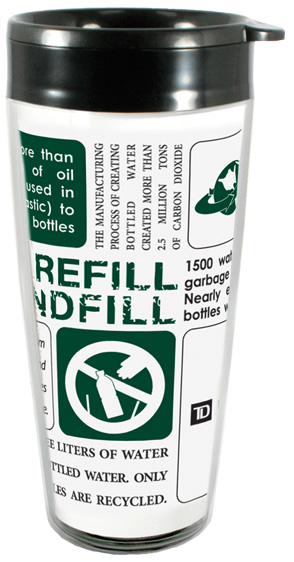 ore than
of oil
used in
astic) to
bottles
THE MANUFACTURING
PROCESS OF CREATING
BOTTLED WATER
CREATED MORE THAN
2.5 MILLION TONS
OF CARBON DIOXIDE
REFILL
NDFILL
1500 wat
garbage
Nearly e
bottles w
TD
E LITERS OF WATER
TTLED WATER. ONLY
LES ARE RECYCLED.